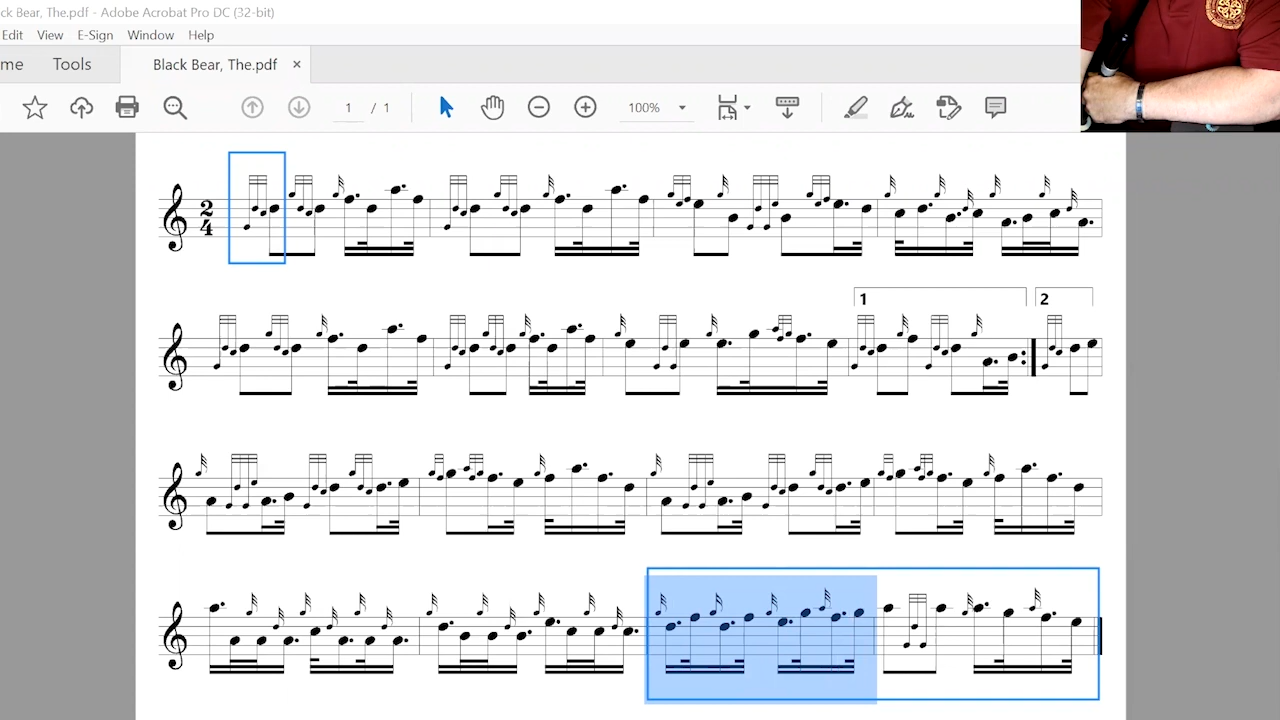 ck Bear, The.pdf - Adobe Acrobat Pro DC (32-bit)
Edit View E-Sign Window Help
me Tools Black Bear, The.pdf ×
1 / 1 100%
2
4
1 2